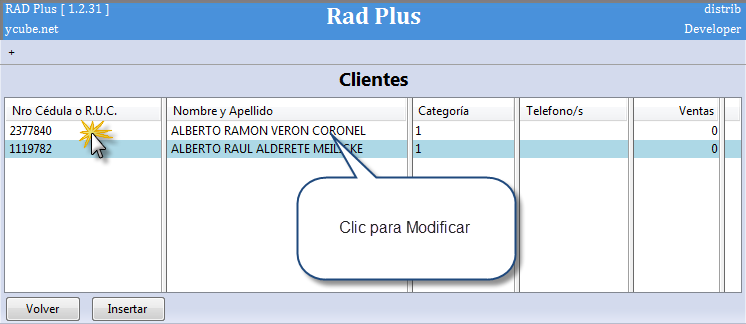 RAD Plus [ 1.2.31 ] Rad Plus distrib
ycube.net Developer
+
Clientes
Nro Cédula o R.U.C. Nombre y Apellido Categoría Telefono/s Ventas
2377840 ALBERTO RAMON VERON CORONEL 1 0
1119782 ALBERTO RAUL ALDERETE 1 0
Clic para Modificar
Volver Insertar